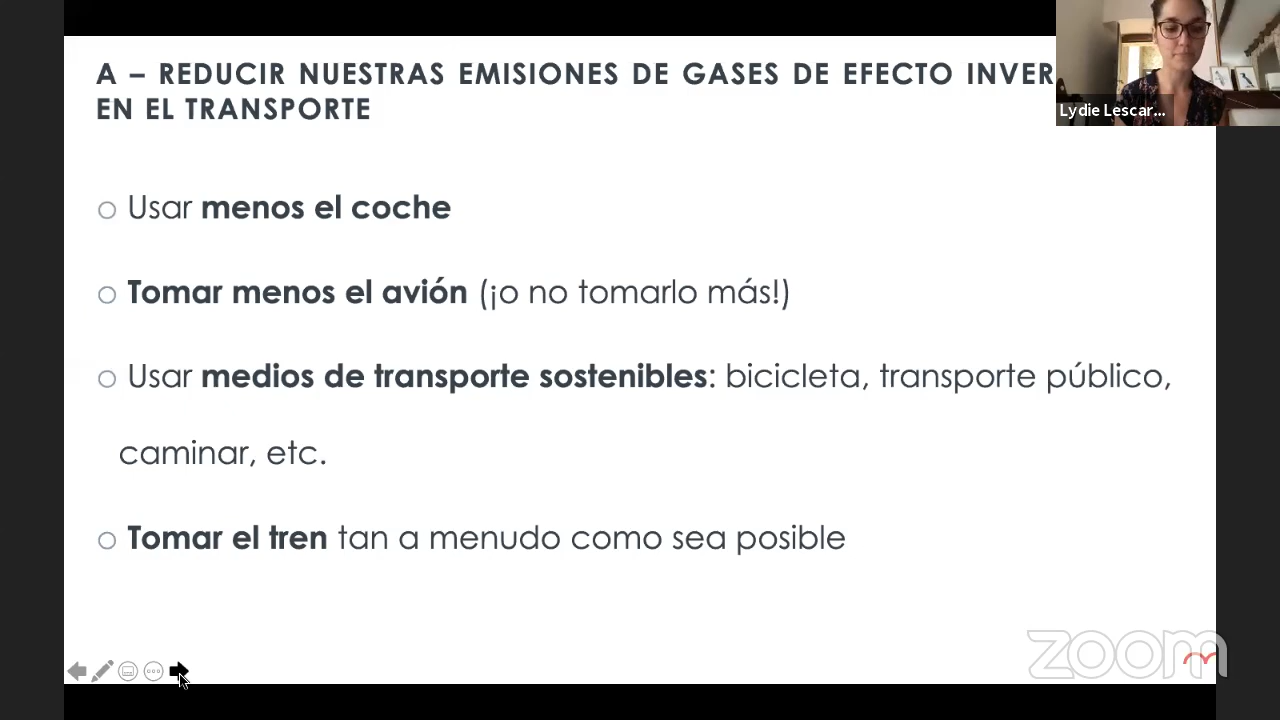 A – REDUCIR NUESTRAS EMISIONES DE GASES DE EFECTO INVER
EN EL TRANSPORTE
Lydie Lescar...
Usar menos el coche
Tomar menos el avión (¡o no tomarlo más!)
Usar medios de transporte sostenibles: bicicleta, transporte público,
caminar, etc.
Tomar el tren tan a menudo como sea posible
zoom